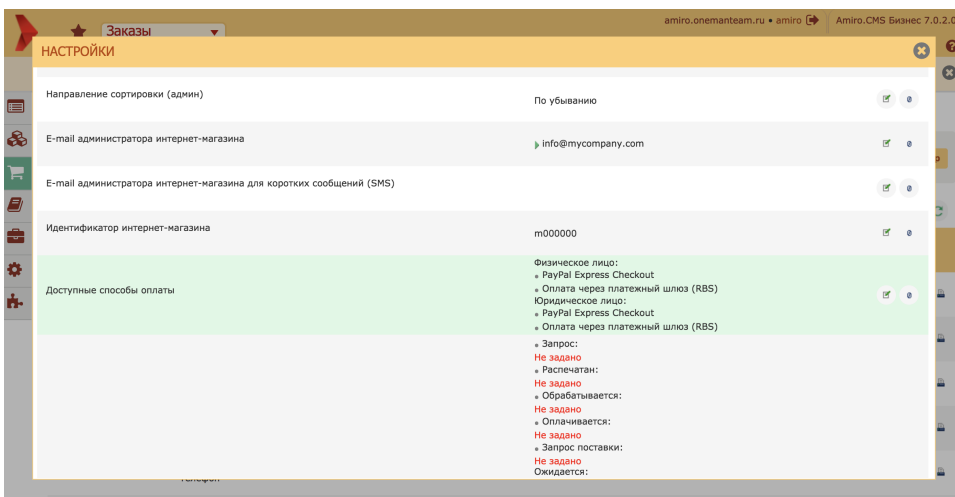 amiro.onemanteam.ru • amiro
Amiro.CMS Бизнес 7.0.2.0
Заказы
НАСТРОЙКИ
Направление сортировки (админ)
По убыванию
E-mail администратора интернет-магазина
info@mycompany.com
E-mail администратора интернет-магазина для коротких сообщений (SMS)
Идентификатор интернет-магазина
m000000
Доступные способы оплаты
Физическое лицо:
• PayPal Express Checkout
• Оплата через платежный шлюз (RBS)
Юридическое лицо:
• PayPal Express Checkout
• Оплата через платежный шлюз (RBS)
• Запрос:
Не задано
• Распечатан:
Не задано
• Обрабатывается:
Не задано
• Оплачивается:
Не задано
• Запрос поставки:
Не задано
Ожидается: